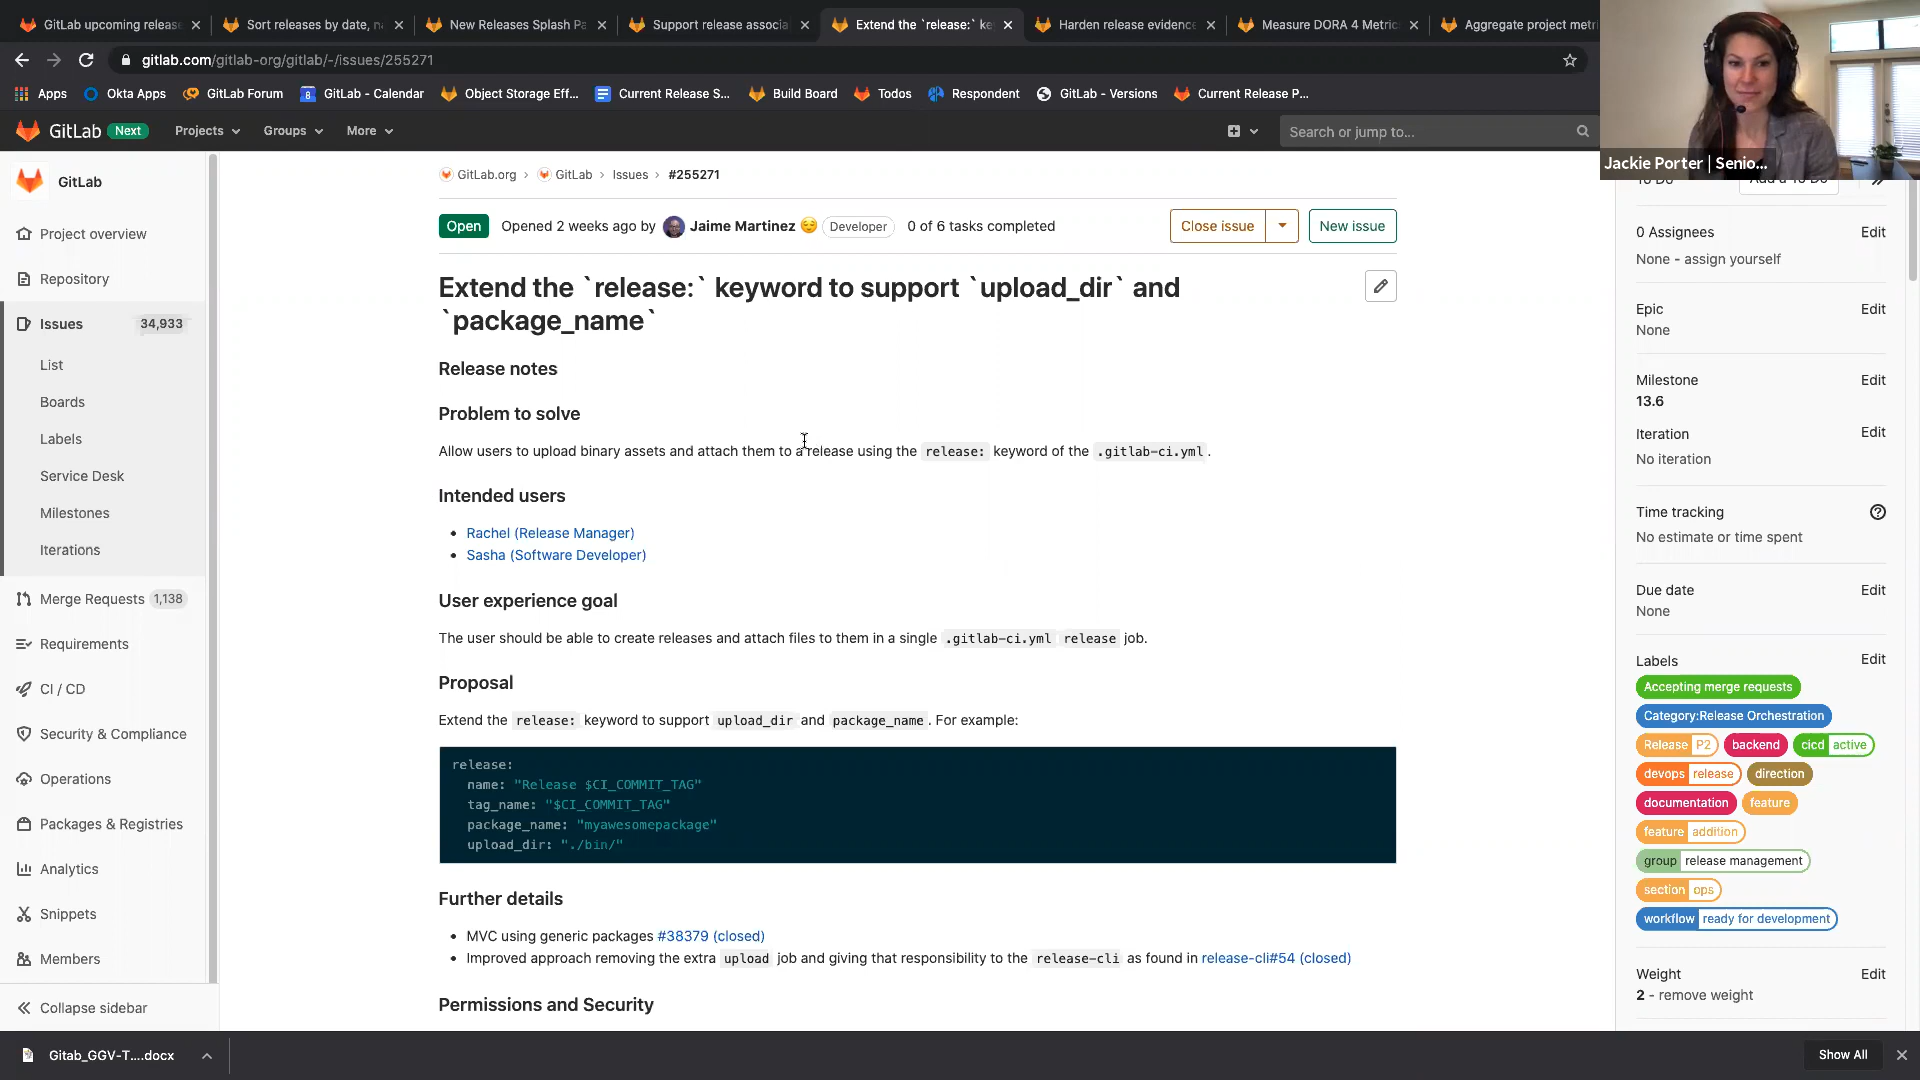 GitLab upcoming release
Sort releases by date, n
New Releases Splash Pa
Support release associa
Extend the `release:` ke
Harden release evidence
Measure DORA 4 Metric
Aggregate project metri
gitlab.com/gitlab-org/gitlab/-/issues/255271
Apps
Okta Apps
GitLab Forum
8 GitLab - Calendar
Object Storage Eff...
Current Release S...
Build Board
Todos
Respondent
GitLab - Versions
Current Release P...
GitLab Next Projects Groups More
Search or jump to...
Jackie Porter | Senio...
GitLab
Project overview
Repository
Issues 34,933
List
Boards
Labels
Service Desk
Milestones
Iterations
Merge Requests 1,138
Requirements
CI / CD
Security & Compliance
Operations
Packages & Registries
Analytics
Snippets
Members
Collapse sidebar
GitLab.org › GitLab › Issues › #255271
Open Opened 2 weeks ago by Jaime Martinez Developer 0 of 6 tasks completed
Close issue New issue
Extend the `release:` keyword to support `upload_dir` and
`package_name`
Release notes
Problem to solve
Allow users to upload binary assets and attach them to a release using the release: keyword of the .gitlab-ci.yml.
Intended users
• Rachel (Release Manager)
• Sasha (Software Developer)
User experience goal
The user should be able to create releases and attach files to them in a single .gitlab-ci.yml release job.
Proposal
Extend the release: keyword to support upload_dir and package_name. For example:
release:
name: "Release $CI_COMMIT_TAG"
tag_name: "$CI_COMMIT_TAG"
package_name: "myawesomepackage"
upload_dir: "./bin/"
Further details
• MVC using generic packages #38379 (closed)
• Improved approach removing the extra upload job and giving that responsibility to the release-cli as found in release-cli#54 (closed)
Permissions and Security
To Do Add a To Do
0 Assignees Edit
None - assign yourself
Epic Edit
None
Milestone Edit
13.6
Iteration Edit
No iteration
Time tracking
No estimate or time spent
Due date Edit
None
Labels Edit
Accepting merge requests
Category:Release Orchestration
Release P2 backend cicd active
devops release direction
documentation feature
feature addition
group release management
section ops
workflow ready for development
Weight Edit
2 - remove weight
Gitab_GGV-T....docx
Show All